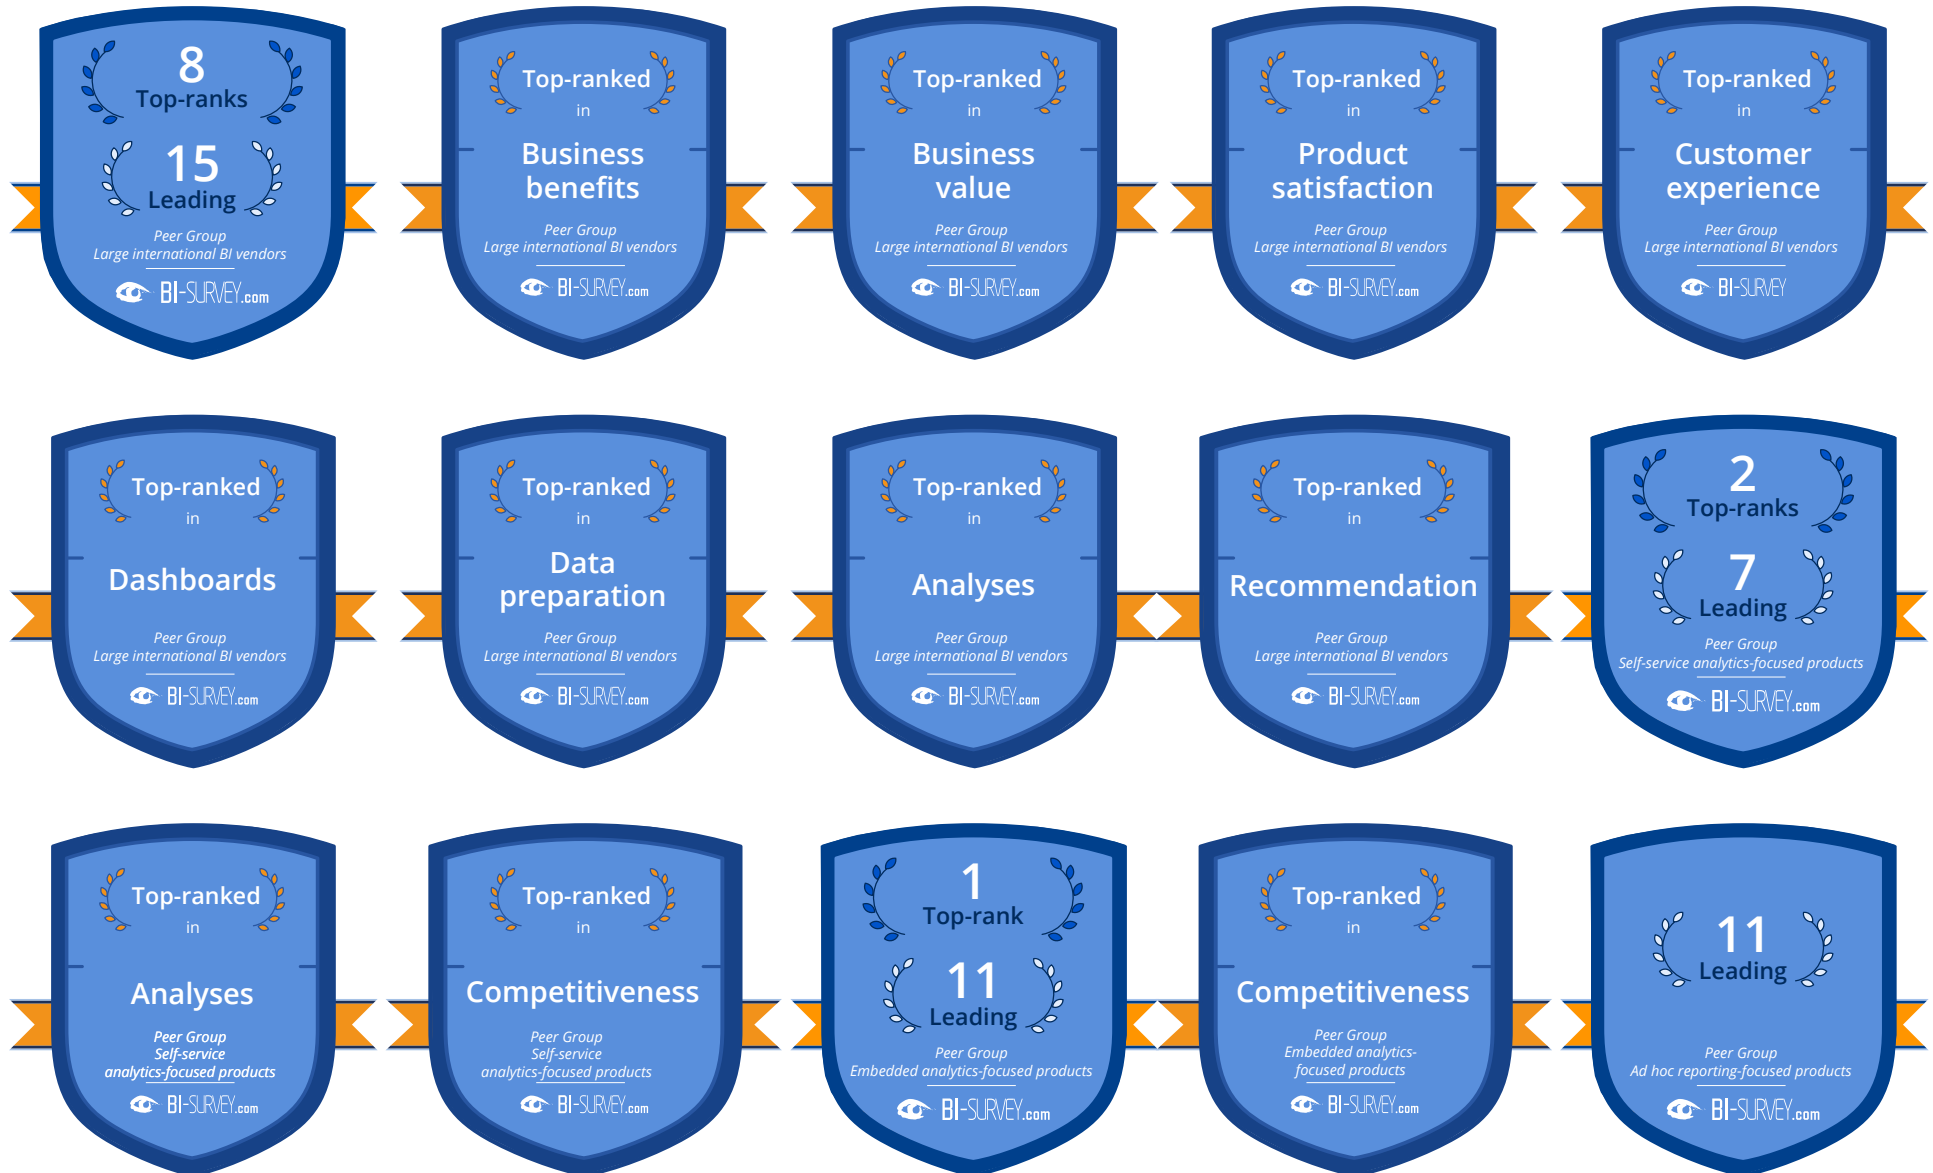 8
Top-ranks
15
Leading
Peer Group
Large international BI vendors
BI-SURVEY.com
Top-ranked
in
Business
benefits
Peer Group
Large international BI vendors
BI-SURVEY.com
Top-ranked
in
Business
value
Peer Group
Large international BI vendors
BI-SURVEY.com
Top-ranked
in
Product
satisfaction
Peer Group
Large international BI vendors
BI-SURVEY.com
Top-ranked
in
Customer
experience
Peer Group
Large international BI vendors
BI-SURVEY
Top-ranked
in
Dashboards
Peer Group
Large international BI vendors
BI-SURVEY.com
Top-ranked
in
Data
preparation
Peer Group
Large international BI vendors
BI-SURVEY.com
Top-ranked
in
Analyses
Peer Group
Large international BI vendors
BI-SURVEY.com
Top-ranked
in
Recommendation
Peer Group
Large international BI vendors
BI-SURVEY.com
2
Top-ranks
7
Leading
Peer Group
Self-service analytics-focused products
BI-SURVEY.com
Top-ranked
in
Analyses
Peer Group
Self-service
analytics-focused products
BI-SURVEY.com
Top-ranked
in
Competitiveness
Peer Group
Self-service
analytics-focused products
BI-SURVEY.com
1
Top-rank
11
Leading
Peer Group
Embedded analytics-focused products
BI-SURVEY.com
Top-ranked
in
Competitiveness
Peer Group
Embedded analytics-
focused products
BI-SURVEY.com
11
Leading
Peer Group
Ad hoc reporting-focused products
BI-SURVEY.com